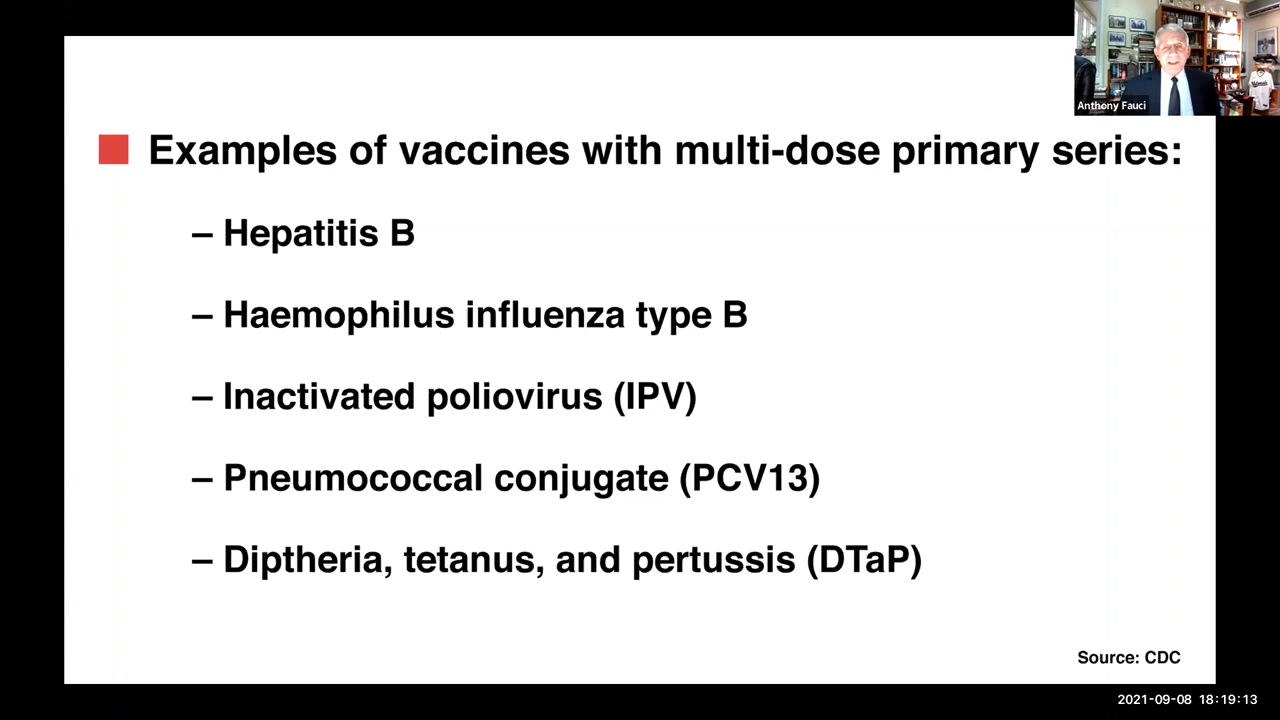 Anthony Fauci
Examples of vaccines with multi-dose primary series:
– Hepatitis B
– Haemophilus influenza type B
– Inactivated poliovirus (IPV)
– Pneumococcal conjugate (PCV13)
– Diptheria, tetanus, and pertussis (DTaP)
Source: CDC
2021-09-08 18:19:13